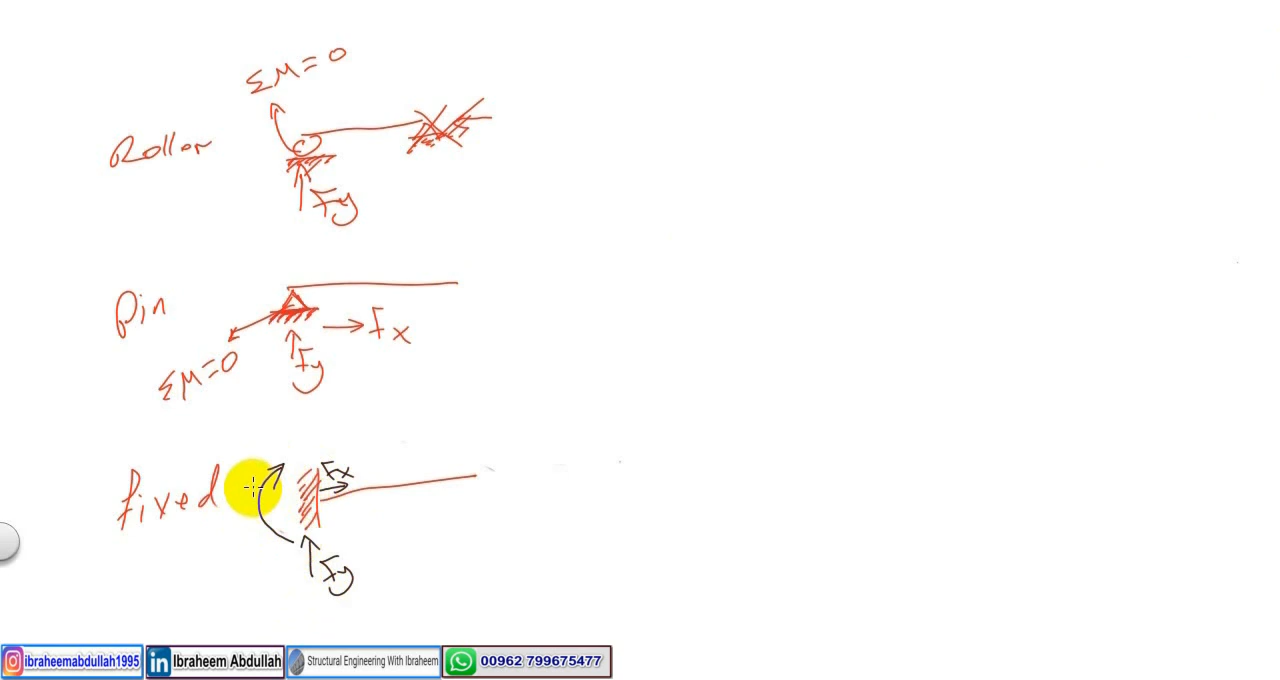 ΣM=0
Roller
Fy
Pin
Fx
Fy
ΣM=0
fixed
Fx
Fy
ibraheemabdullah1995
in Ibraheem Abdullah
Structural Engineering With Ibraheem
00962 799675477